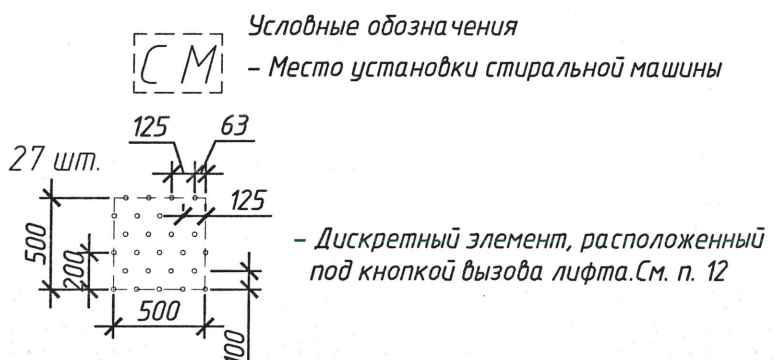 Условные обозначения
СМ – Место установки стиральной машины
125 63
27 шт.
125
500
200
– Дискретный элемент, расположенный
под кнопкой вызова лифта.См. п. 12
500
100